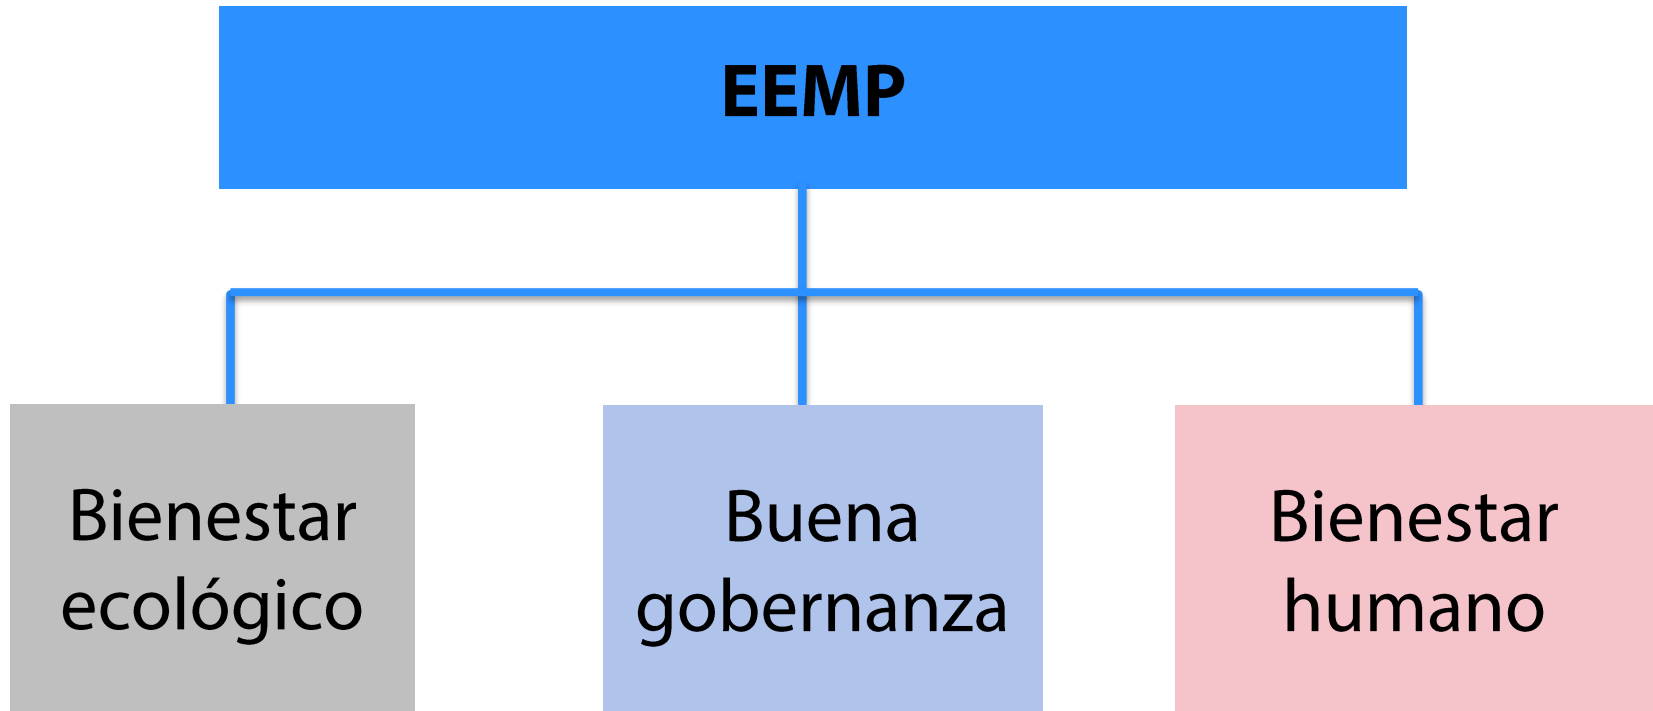 EEMP
Bienestar
ecológico
Buena
gobernanza
Bienestar
humano